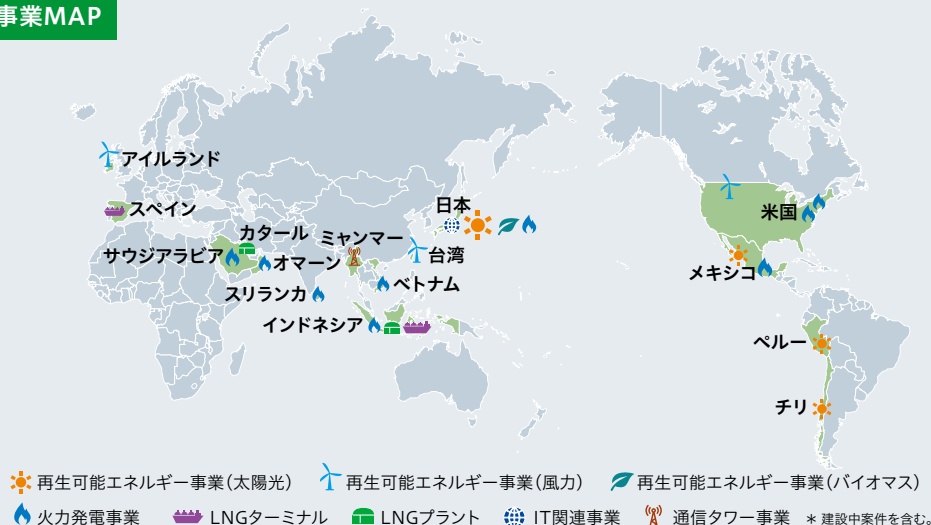 事業MAP
アイルランド
スペイン
日本
カタール
ミャンマー
サウジアラビア
オマーン
台湾
スリランカ
ベトナム
インドネシア
米国
メキシコ
ペルー
チリ
再生可能エネルギー事業(太陽光) 再生可能エネルギー事業(風力) 再生可能エネルギー事業(バイオマス)
火力発電事業 LNGターミナル LNGプラント IT関連事業 通信タワー事業 ＊建設中案件を含む。